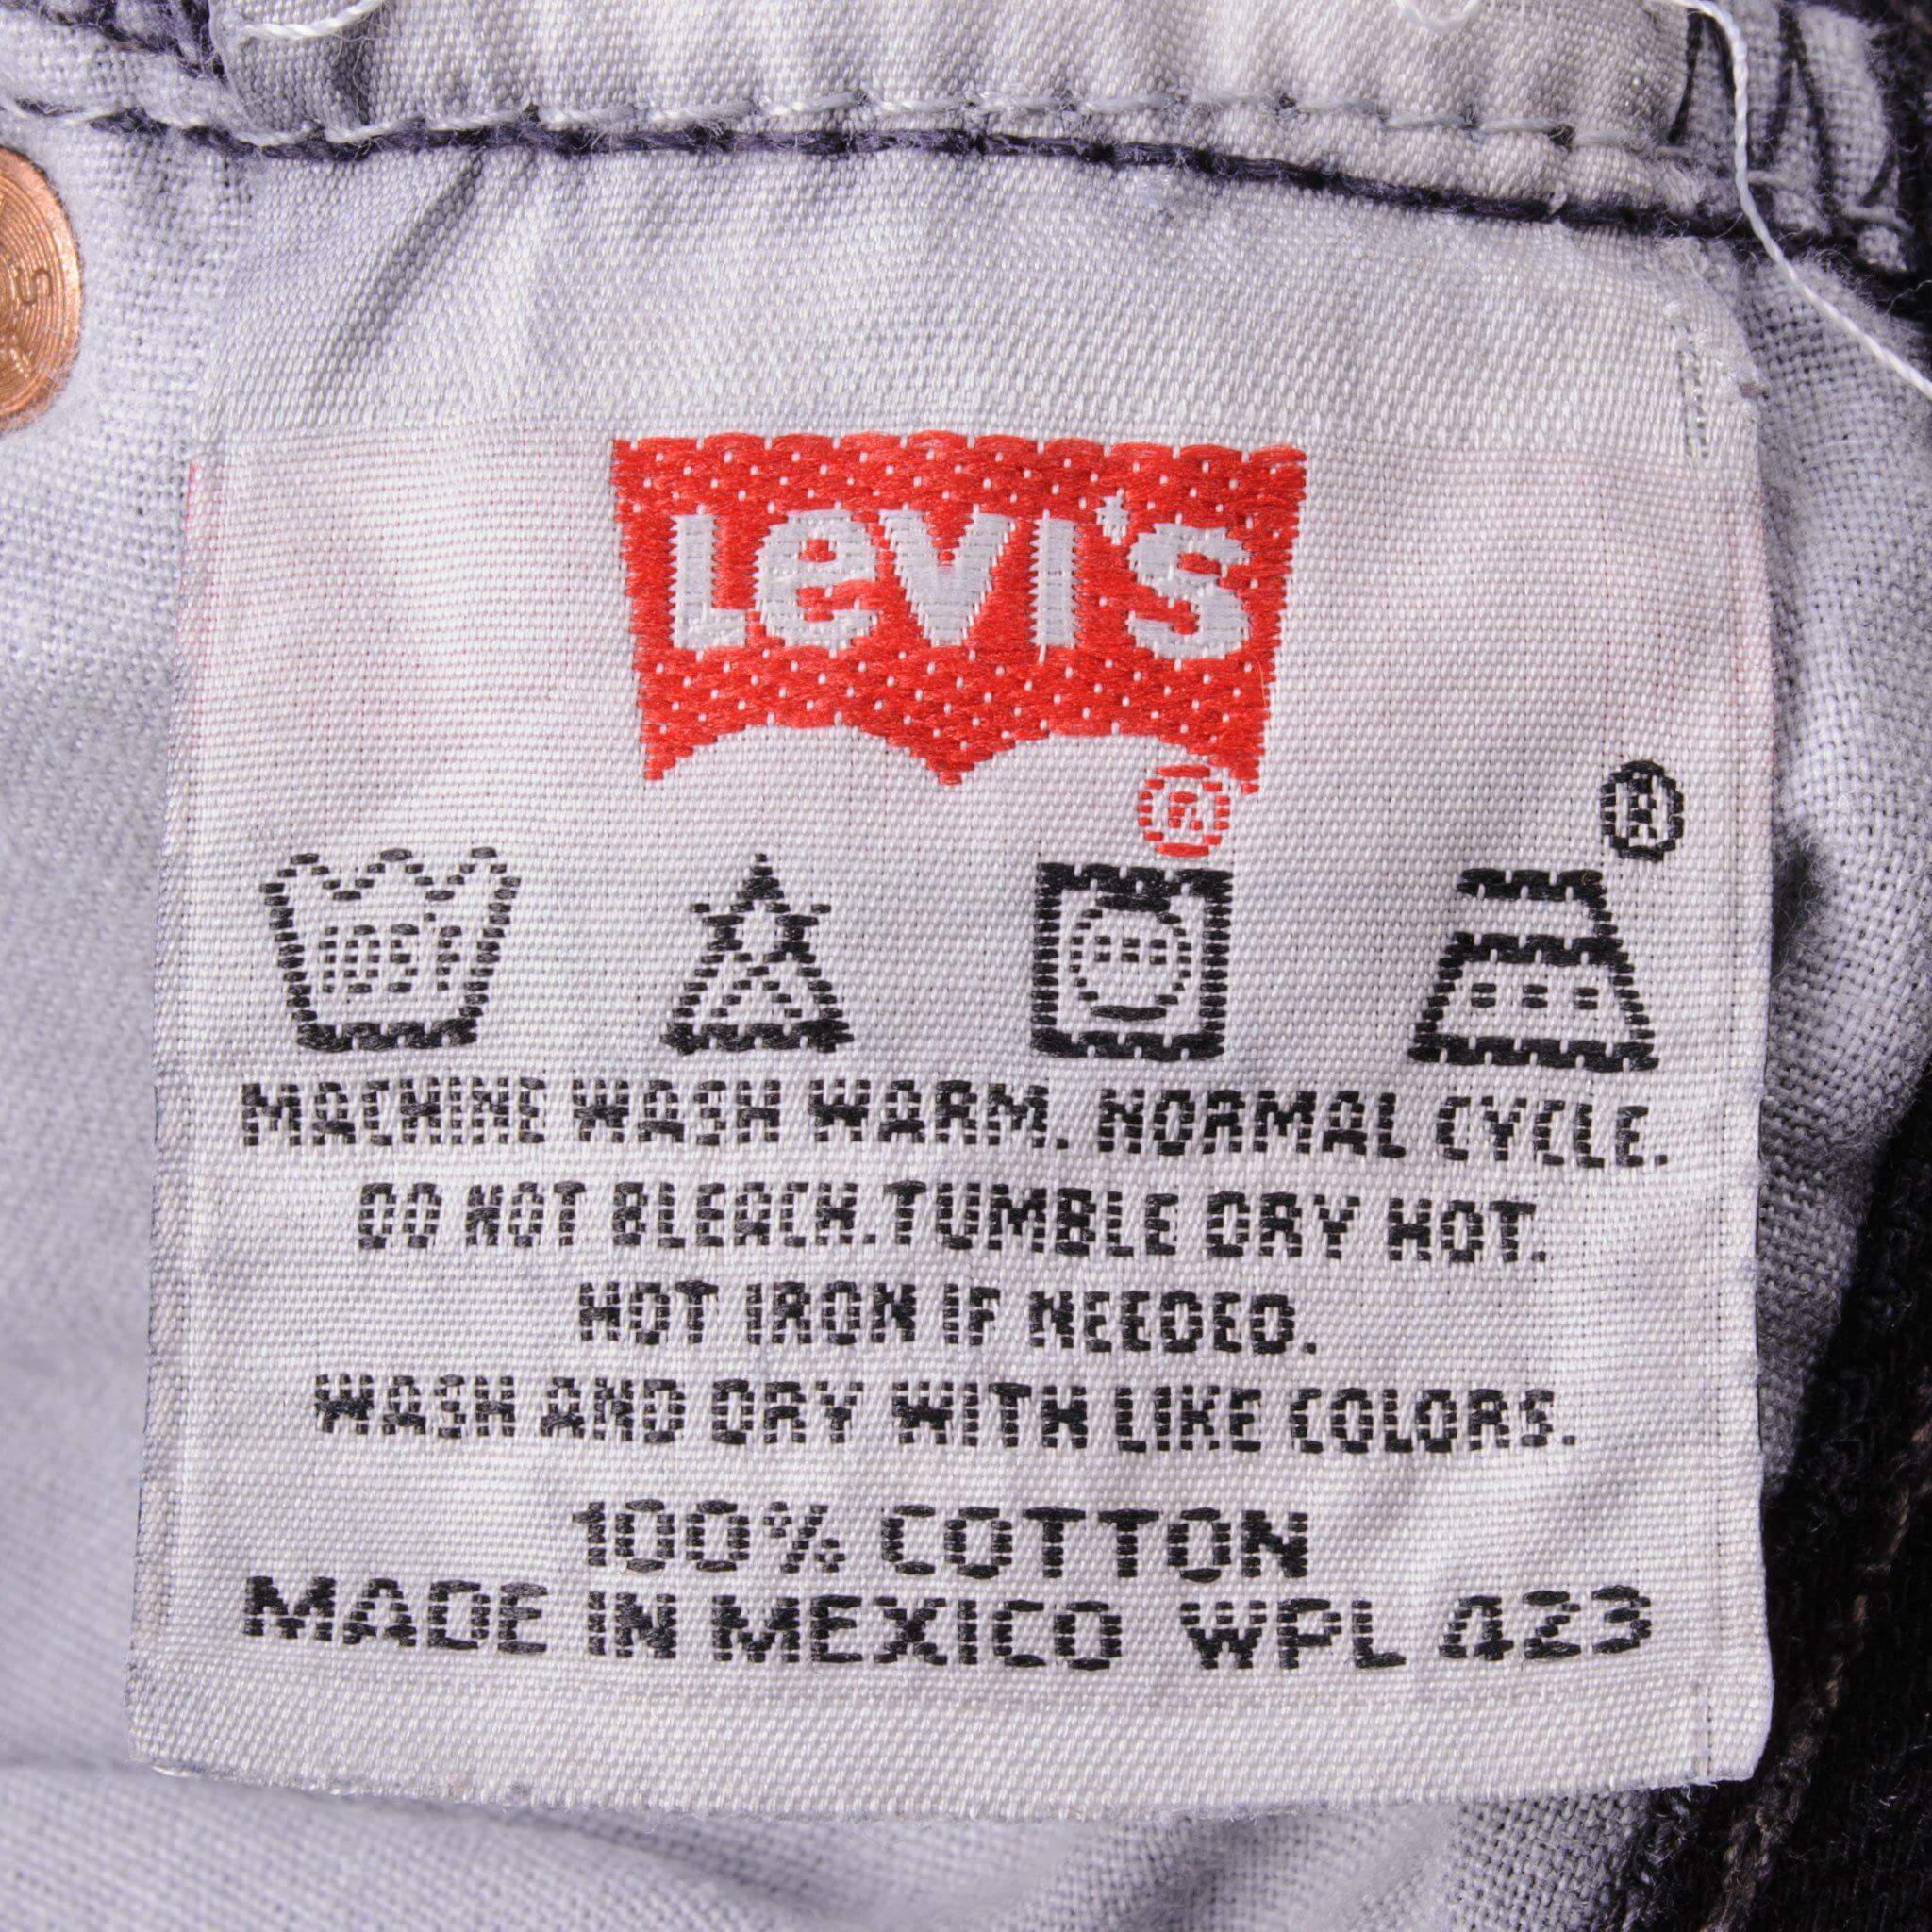 Levi's
®
®
105F
MACHINE WASH WARM. NORMAL CYCLE.
DO NOT BLEACH. TUMBLE DRY HOT.
HOT IRON IF NEEDED.
WASH AND DRY WITH LIKE COLORS.
100% COTTON
MADE IN MEXICO WPL 423